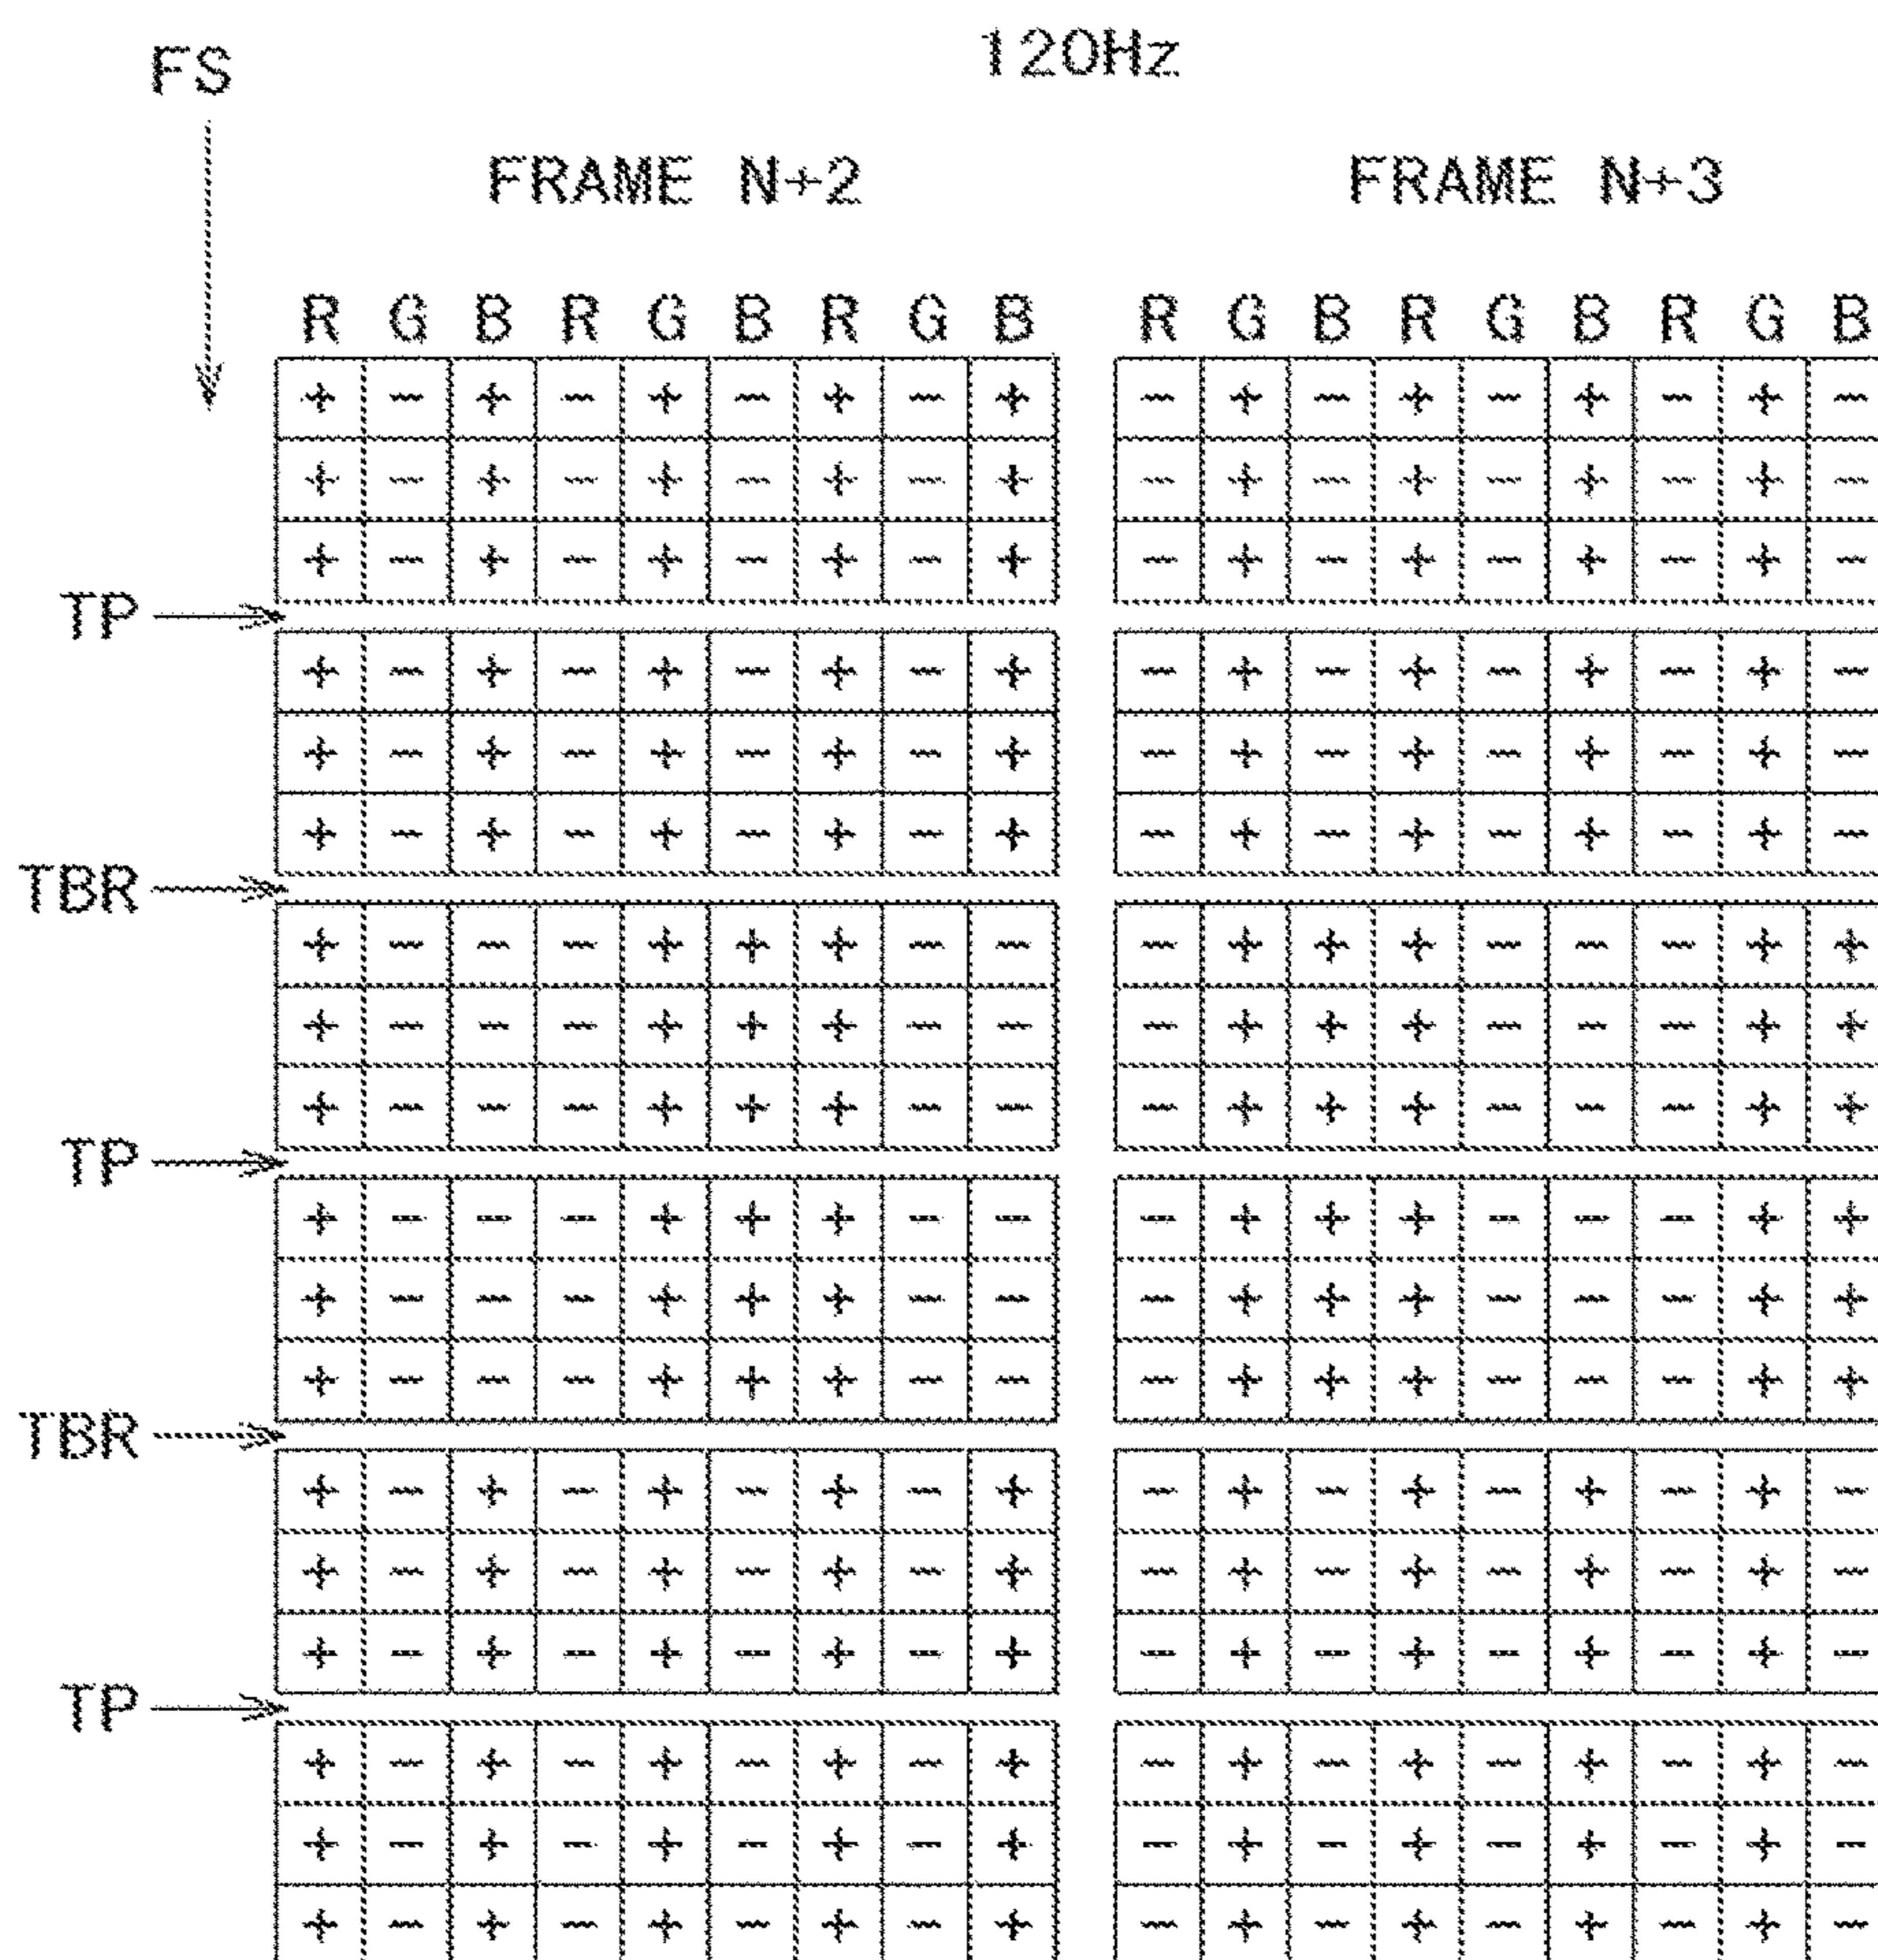 120Hz
FS
FRAME N+2 FRAME N+3
R G B R G B R G B R G B R G B R G B
+ − + − + − + − + − + − + − + − + −
+ − + − + − + − + − + − + − + − + −
+ − + − + − + − + − + − + − + − + −
TP
+ − + − + − + − + − + − + − + − + −
+ − + − + − + − + − + − + − + − + −
+ − + − + − + − + − + − + − + − + −
TBR
+ − − − + + + − − − + + + − − − + +
+ − − − + + + − − − + + + − − − + +
+ − − − + + + − − − + + + − − − + +
TP
+ − − − + + + − − − + + + − − − + +
+ − − − + + + − − − + + + − − − + +
+ − − − + + + − − − + + + − − − + +
TBR
+ − + − + − + − + − + − + − + − + −
+ − + − + − + − + − + − + − + − + −
+ − + − + − + − + − + − + − + − + −
TP
+ − + − + − + − + − + − + − + − + −
+ − + − + − + − + − + − + − + − + −
+ − + − + − + − + − + − + − + − + −